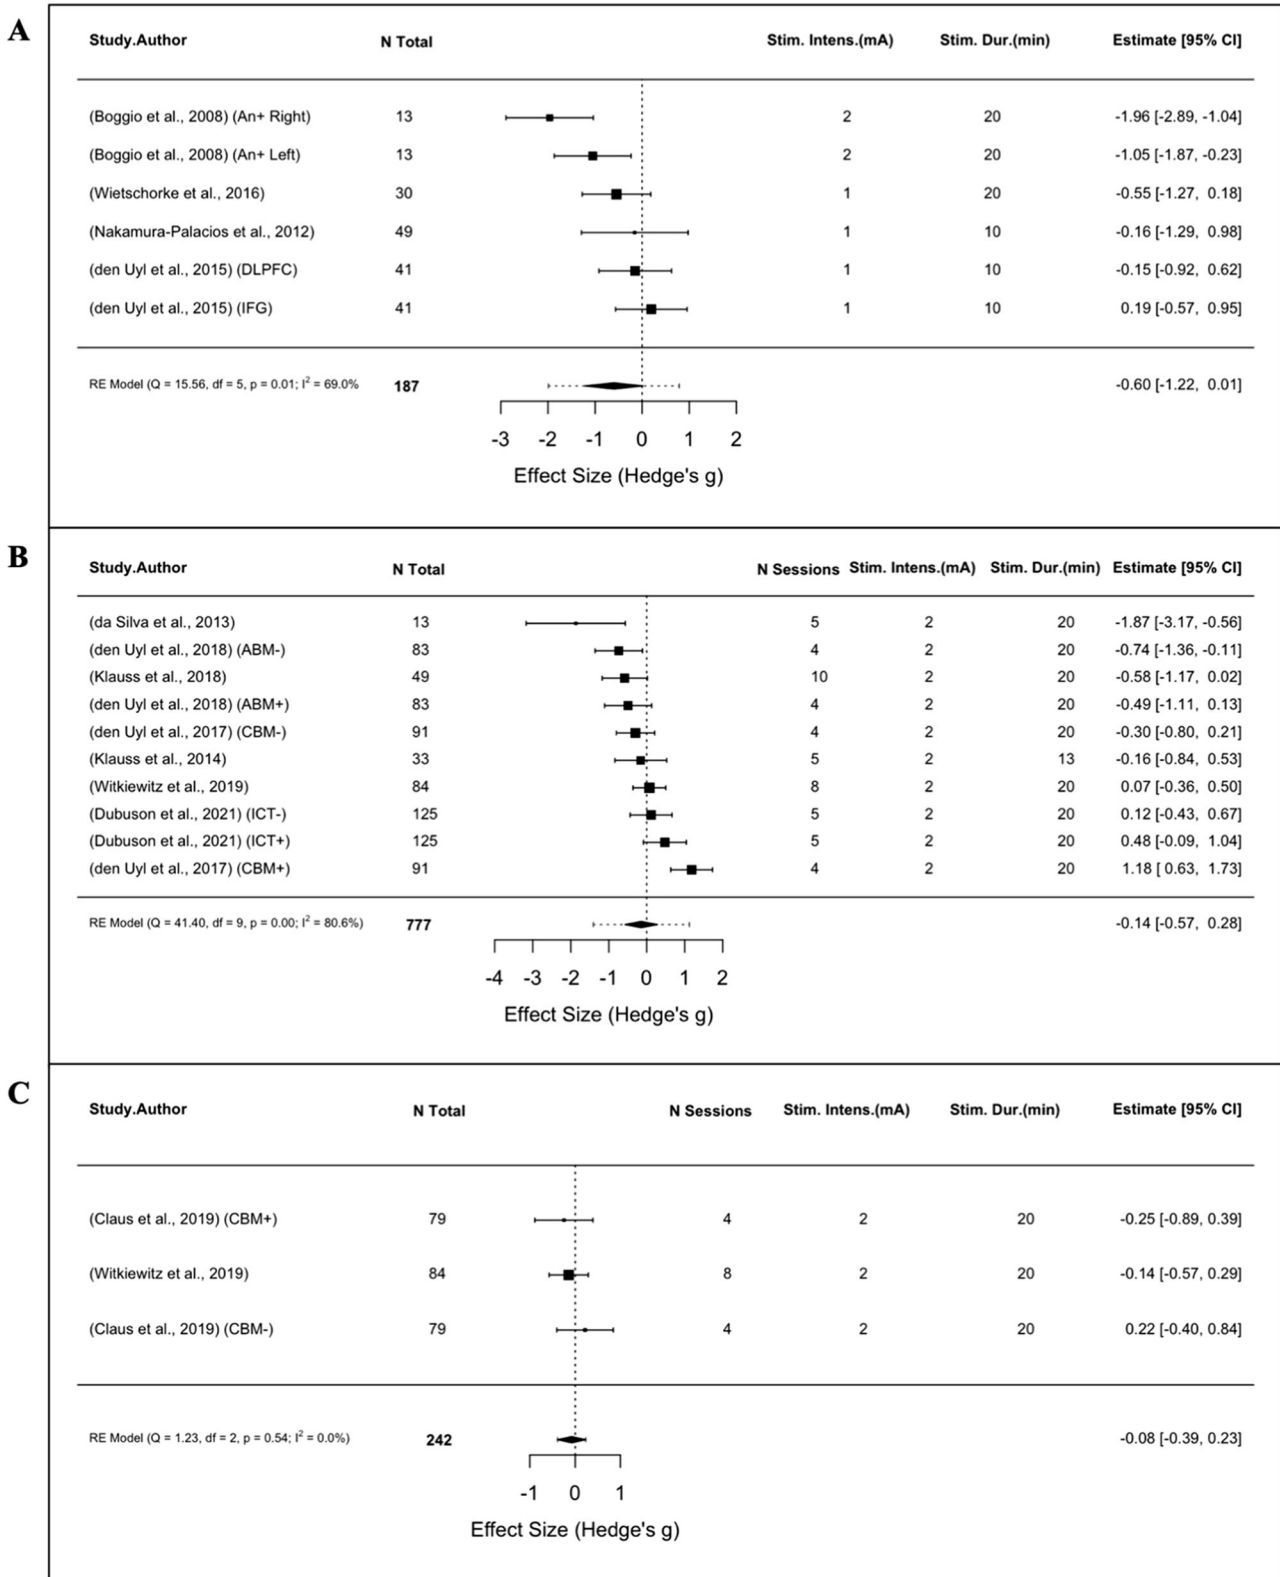 A
Study.Author N Total Stim. Intens.(mA) Stim. Dur.(min) Estimate [95% CI]
(Boggio et al., 2008) (An+ Right) 13 2 20 -1.96 [-2.89, -1.04]
(Boggio et al., 2008) (An+ Left) 13 2 20 -1.05 [-1.87, -0.23]
(Wietschorke et al., 2016) 30 1 20 -0.55 [-1.27, 0.18]
(Nakamura-Palacios et al., 2012) 49 1 10 -0.16 [-1.29, 0.98]
(den Uyl et al., 2015) (DLPFC) 41 1 10 -0.15 [-0.92, 0.62]
(den Uyl et al., 2015) (IFG) 41 1 10 0.19 [-0.57, 0.95]
RE Model (Q = 15.56, df = 5, p = 0.01; I² = 69.0% 187 -0.60 [-1.22, 0.01]
-3 -2 -1 0 1 2
Effect Size (Hedge's g)
B
Study.Author N Total N Sessions Stim. Intens.(mA) Stim. Dur.(min) Estimate [95% CI]
(da Silva et al., 2013) 13 5 2 20 -1.87 [-3.17, -0.56]
(den Uyl et al., 2018) (ABM-) 83 4 2 20 -0.74 [-1.36, -0.11]
(Klauss et al., 2018) 49 10 2 20 -0.58 [-1.17, 0.02]
(den Uyl et al., 2018) (ABM+) 83 4 2 20 -0.49 [-1.11, 0.13]
(den Uyl et al., 2017) (CBM-) 91 4 2 20 -0.30 [-0.80, 0.21]
(Klauss et al., 2014) 33 5 2 13 -0.16 [-0.84, 0.53]
(Witkiewitz et al., 2019) 84 8 2 20 0.07 [-0.36, 0.50]
(Dubuson et al., 2021) (ICT-) 125 5 2 20 0.12 [-0.43, 0.67]
(Dubuson et al., 2021) (ICT+) 125 5 2 20 0.48 [-0.09, 1.04]
(den Uyl et al., 2017) (CBM+) 91 4 2 20 1.18 [ 0.63, 1.73]
RE Model (Q = 41.40, df = 9, p = 0.00; I² = 80.6%) 777 -0.14 [-0.57, 0.28]
-4 -3 -2 -1 0 1 2
Effect Size (Hedge's g)
C
Study.Author N Total N Sessions Stim. Intens.(mA) Stim. Dur.(min) Estimate [95% CI]
(Claus et al., 2019) (CBM+) 79 4 2 20 -0.25 [-0.89, 0.39]
(Witkiewitz et al., 2019) 84 8 2 20 -0.14 [-0.57, 0.29]
(Claus et al., 2019) (CBM-) 79 4 2 20 0.22 [-0.40, 0.84]
RE Model (Q = 1.23, df = 2, p = 0.54; I² = 0.0%) 242 -0.08 [-0.39, 0.23]
-1 0 1
Effect Size (Hedge's g)